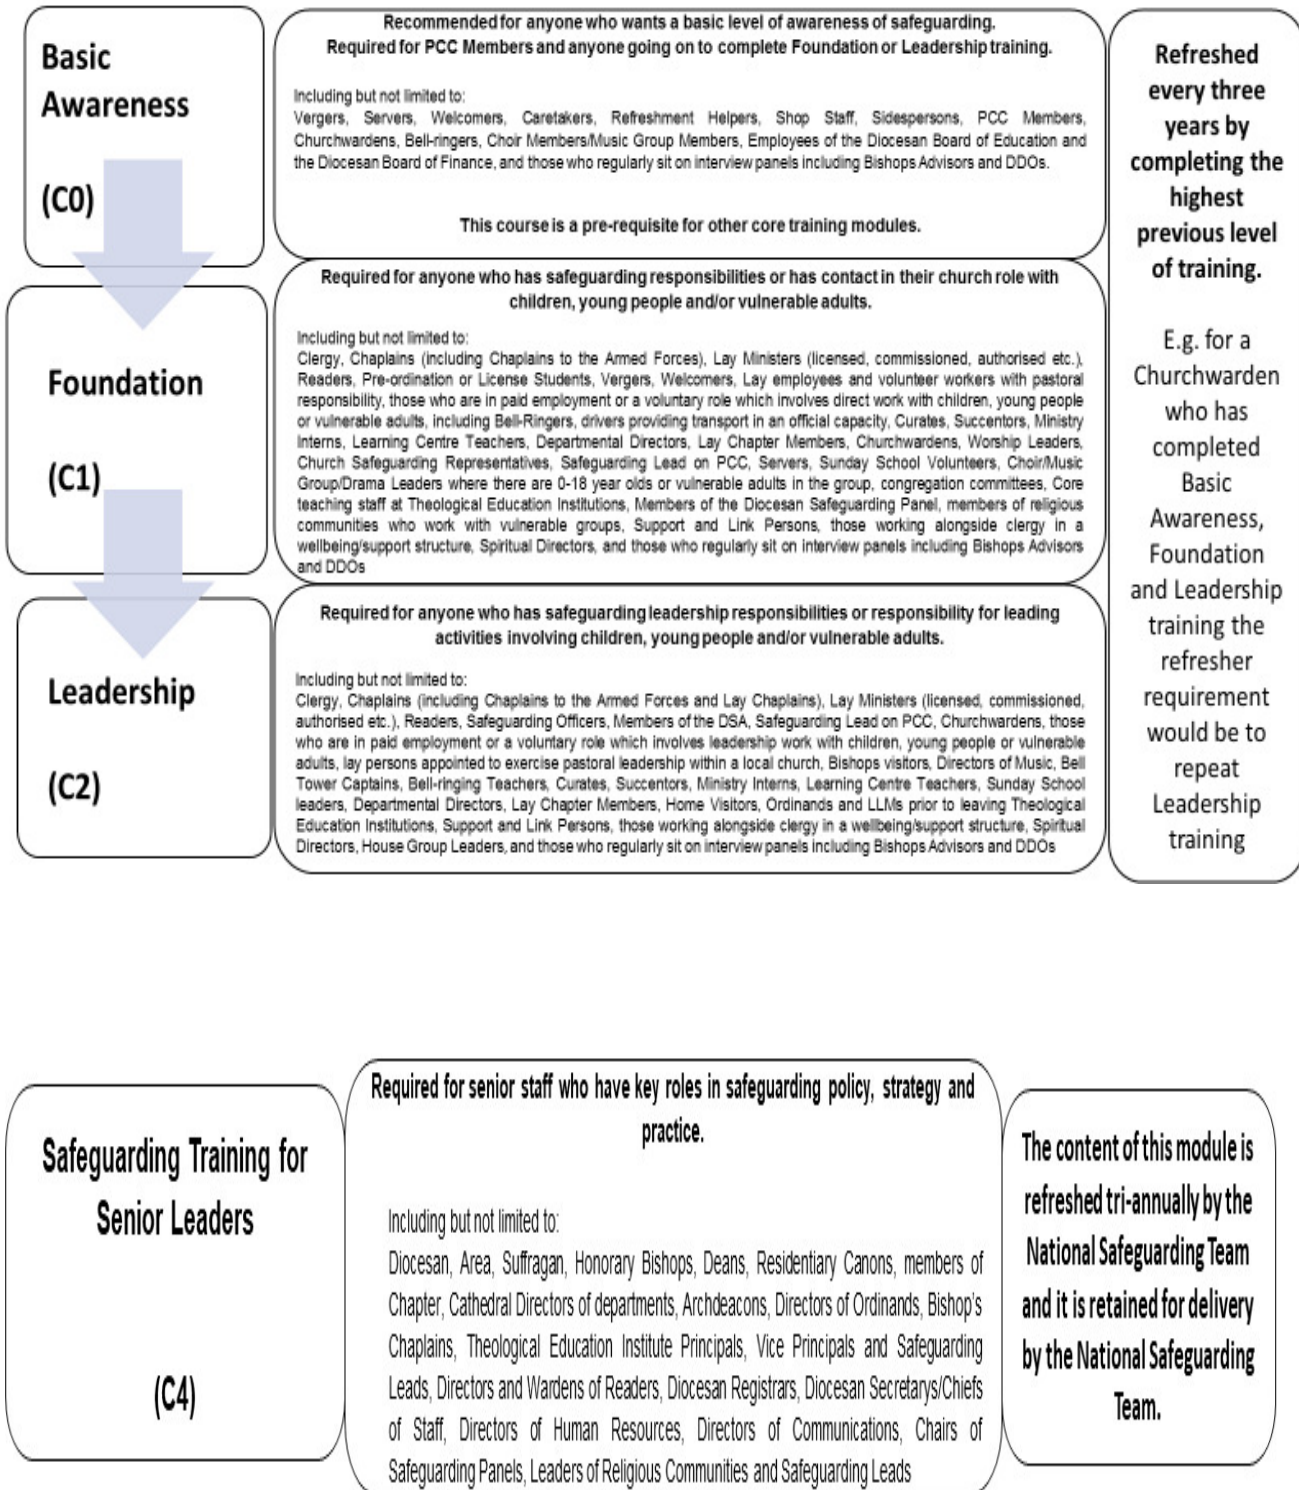 Basic
Awareness
(C0)
Recommended for anyone who wants a basic level of awareness of safeguarding.
Required for PCC Members and anyone going on to complete Foundation or Leadership training.
Including but not limited to:
Vergers, Servers, Welcomers, Caretakers, Refreshment Helpers, Shop Staff, Sidespersons, PCC Members,
Churchwardens, Bell-ringers, Choir Members/Music Group Members, Employees of the Diocesan Board of Education and
the Diocesan Board of Finance, and those who regularly sit on interview panels including Bishops Advisors and DDOs.
This course is a pre-requisite for other core training modules.
Foundation
(C1)
Required for anyone who has safeguarding responsibilities or has contact in their church role with
children, young people and/or vulnerable adults.
Including but not limited to:
Clergy, Chaplains (including Chaplains to the Armed Forces), Lay Ministers (licensed, commissioned, authorised etc.),
Readers, Pre-ordination or License Students, Vergers, Welcomers, Lay employees and volunteer workers with pastoral
responsibility, those who are in paid employment or a voluntary role which involves direct work with children, young people
or vulnerable adults, including Bell-Ringers, drivers providing transport in an official capacity, Curates, Succentors, Ministry
Interns, Learning Centre Teachers, Departmental Directors, Lay Chapter Members, Churchwardens, Worship Leaders,
Church Safeguarding Representatives, Safeguarding Lead on PCC, Servers, Sunday School Volunteers, Choir/Music
Group/Drama Leaders where there are 0-18 year olds or vulnerable adults in the group, congregation committees, Core
teaching staff at Theological Education Institutions, Members of the Diocesan Safeguarding Panel, members of religious
communities who work with vulnerable groups, Support and Link Persons, those working alongside clergy in a
wellbeing/support structure, Spiritual Directors, and those who regularly sit on interview panels including Bishops Advisors
and DDOs
Leadership
(C2)
Required for anyone who has safeguarding leadership responsibilities or responsibility for leading
activities involving children, young people and/or vulnerable adults.
Including but not limited to:
Clergy, Chaplains (including Chaplains to the Armed Forces and Lay Chaplains), Lay Ministers (licensed, commissioned,
authorised etc.), Readers, Safeguarding Officers, Members of the DSA, Safeguarding Lead on PCC, Churchwardens, those
who are in paid employment or a voluntary role which involves leadership work with children, young people or vulnerable
adults, lay persons appointed to exercise pastoral leadership within a local church, Bishops visitors, Directors of Music, Bell
Tower Captains, Bell-ringing Teachers, Curates, Succentors, Ministry Interns, Learning Centre Teachers, Sunday School
leaders, Departmental Directors, Lay Chapter Members, Home Visitors, Ordinands and LLMs prior to leaving Theological
Education Institutions, Support and Link Persons, those working alongside clergy in a wellbeing/support structure, Spiritual
Directors, House Group Leaders, and those who regularly sit on interview panels including Bishops Advisors and DDOs
Refreshed
every three
years by
completing the
highest
previous level
of training.
E.g. for a
Churchwarden
who has
completed
Basic
Awareness,
Foundation
and Leadership
training the
refresher
requirement
would be to
repeat
Leadership
training
Safeguarding Training for
Senior Leaders
(C4)
Required for senior staff who have key roles in safeguarding policy, strategy and
practice.
Including but not limited to:
Diocesan, Area, Suffragan, Honorary Bishops, Deans, Residentiary Canons, members of
Chapter, Cathedral Directors of departments, Archdeacons, Directors of Ordinands, Bishop's
Chaplains, Theological Education Institute Principals, Vice Principals and Safeguarding
Leads, Directors and Wardens of Readers, Diocesan Registrars, Diocesan Secretarys/Chiefs
of Staff, Directors of Human Resources, Directors of Communications, Chairs of
Safeguarding Panels, Leaders of Religious Communities and Safeguarding Leads
The content of this module is
refreshed tri-annually by the
National Safeguarding Team
and it is retained for delivery
by the National Safeguarding
Team.